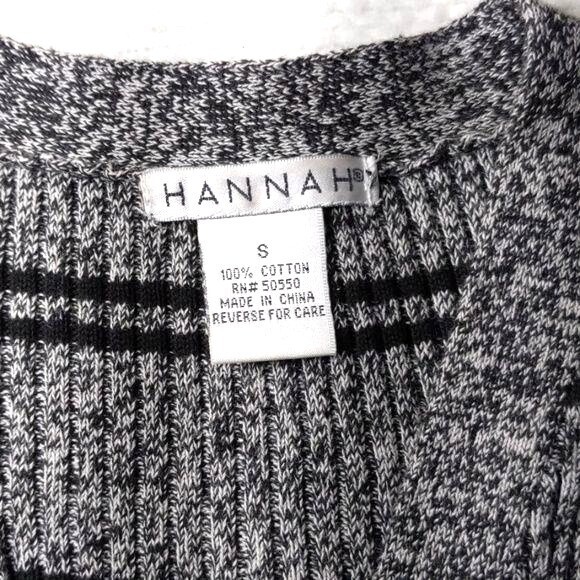 HANNAH®
S
100% COTTON
RN# 50550
MADE IN CHINA
REVERSE FOR CARE